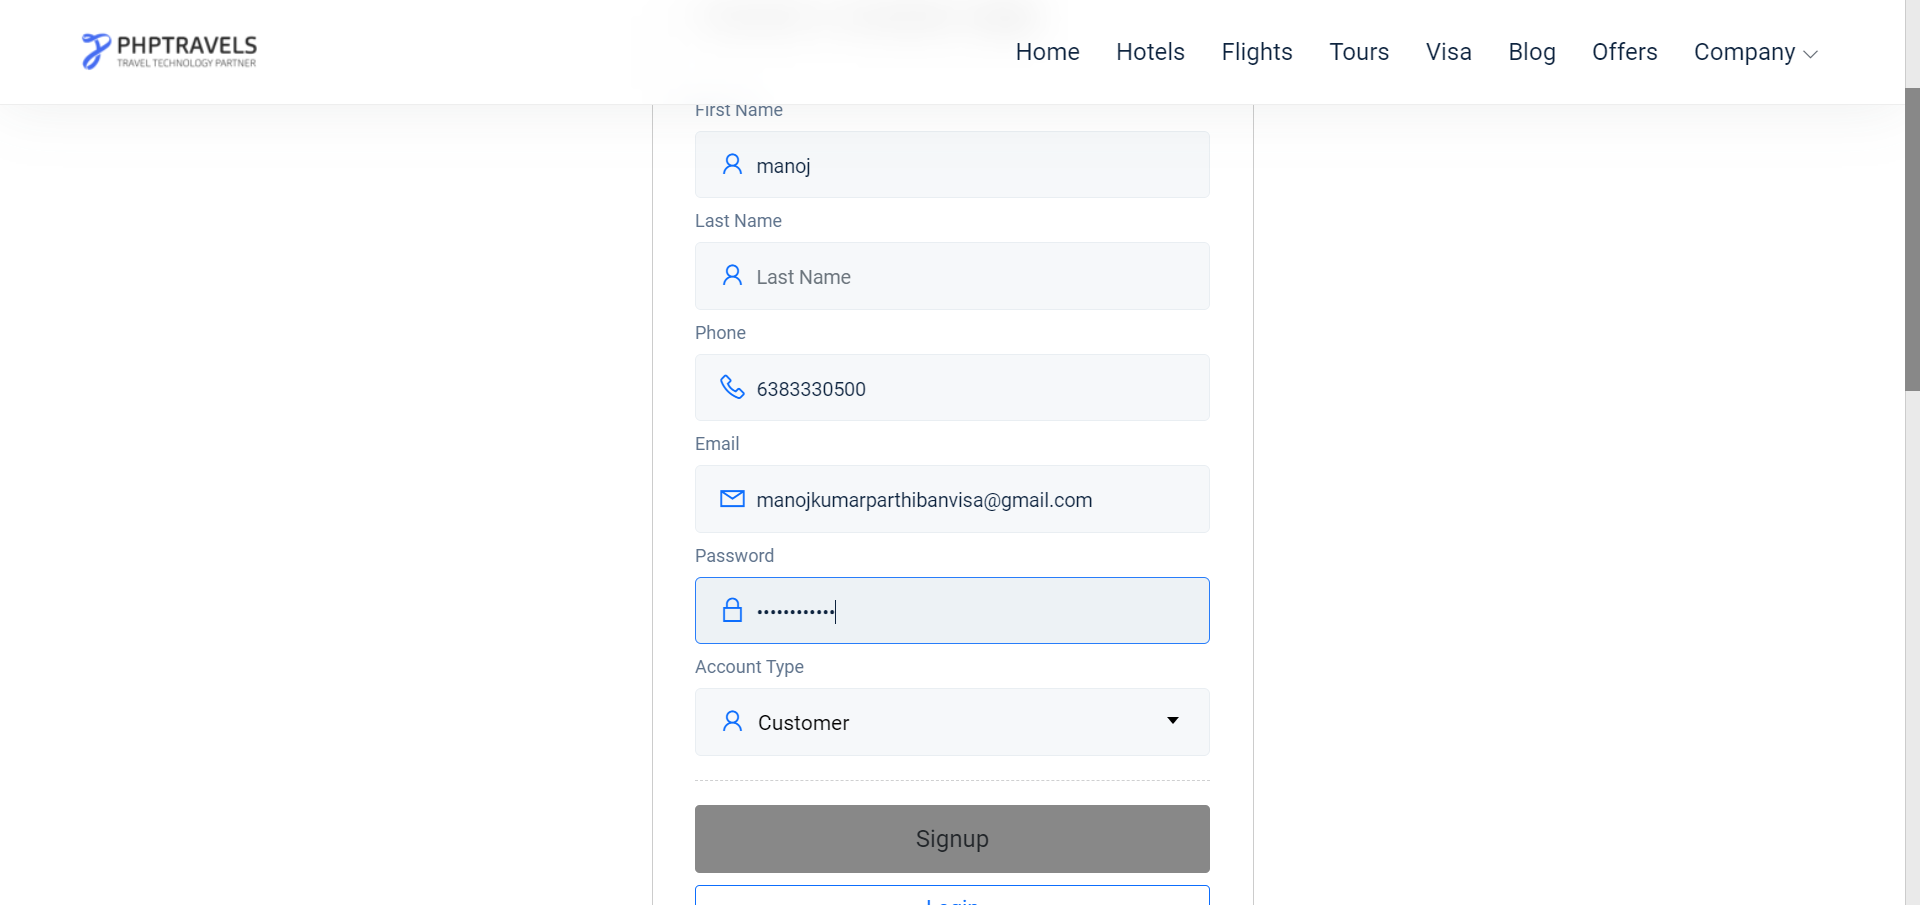 PHPTRAVELS
TRAVEL TECHNOLOGY PARTNER
Home Hotels Flights Tours Visa Blog Offers Company
First Name
manoj
Last Name
Last Name
Phone
6383330500
Email
manojkumarparthibanvisa@gmail.com
Password
••••••••••••
Account Type
Customer
Signup
Login